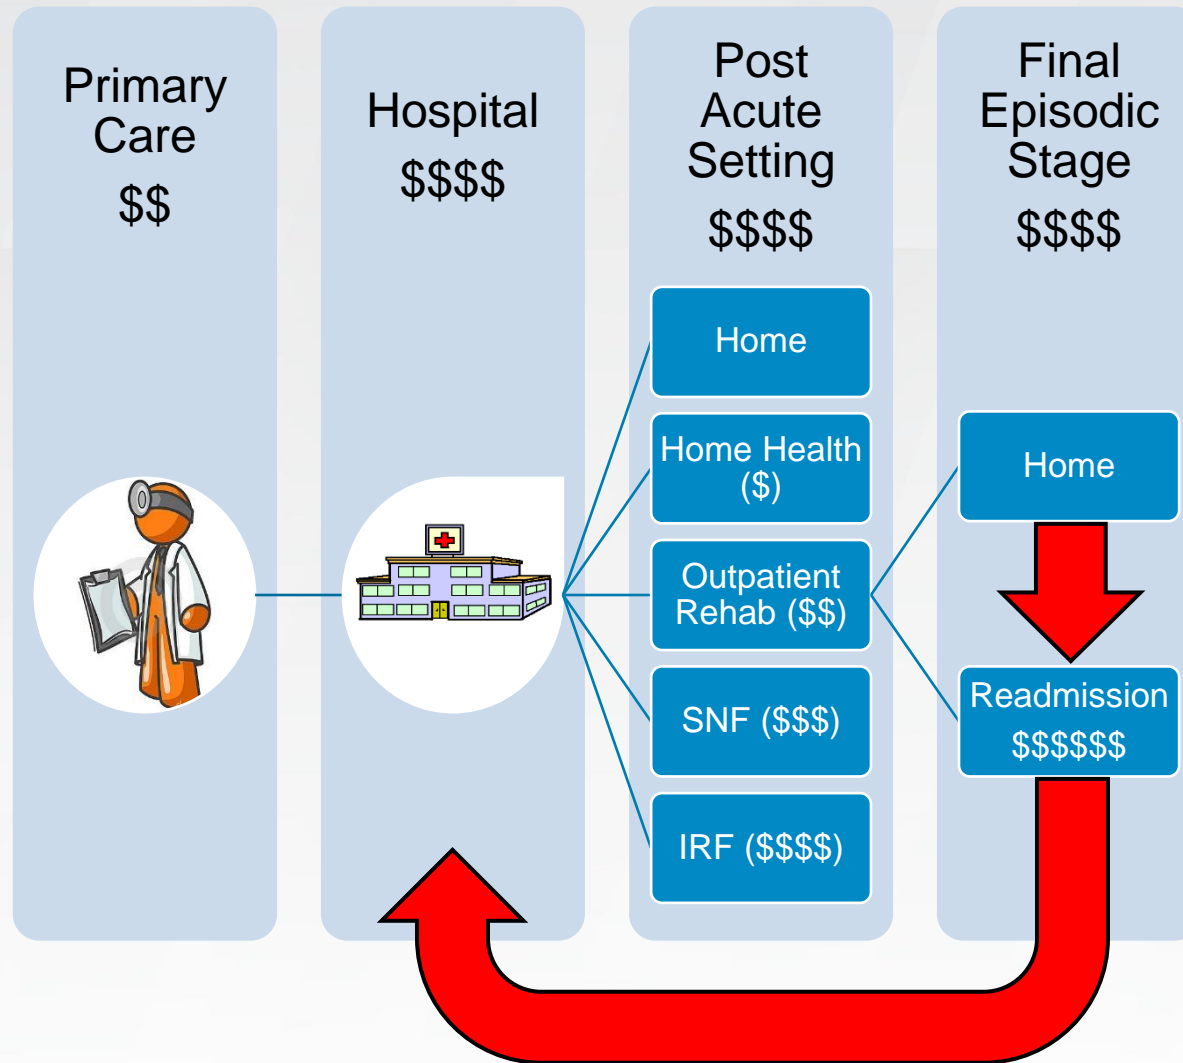 Primary
Care
$$
Hospital
$$$$
Post
Acute
Setting
$$$$
Home
Home Health
($)
Outpatient
Rehab ($$)
SNF ($$$)
IRF ($$$$)
Final
Episodic
Stage
$$$$
Home
Readmission
$$$$$$